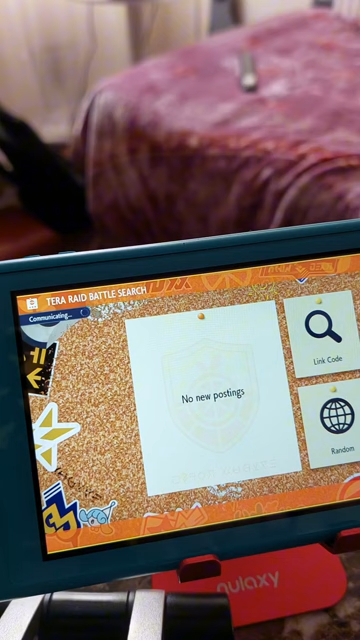 TERA RAID BATTLE SEARCH
Communicating...
No new postings
Link Code
Random
nulaxy